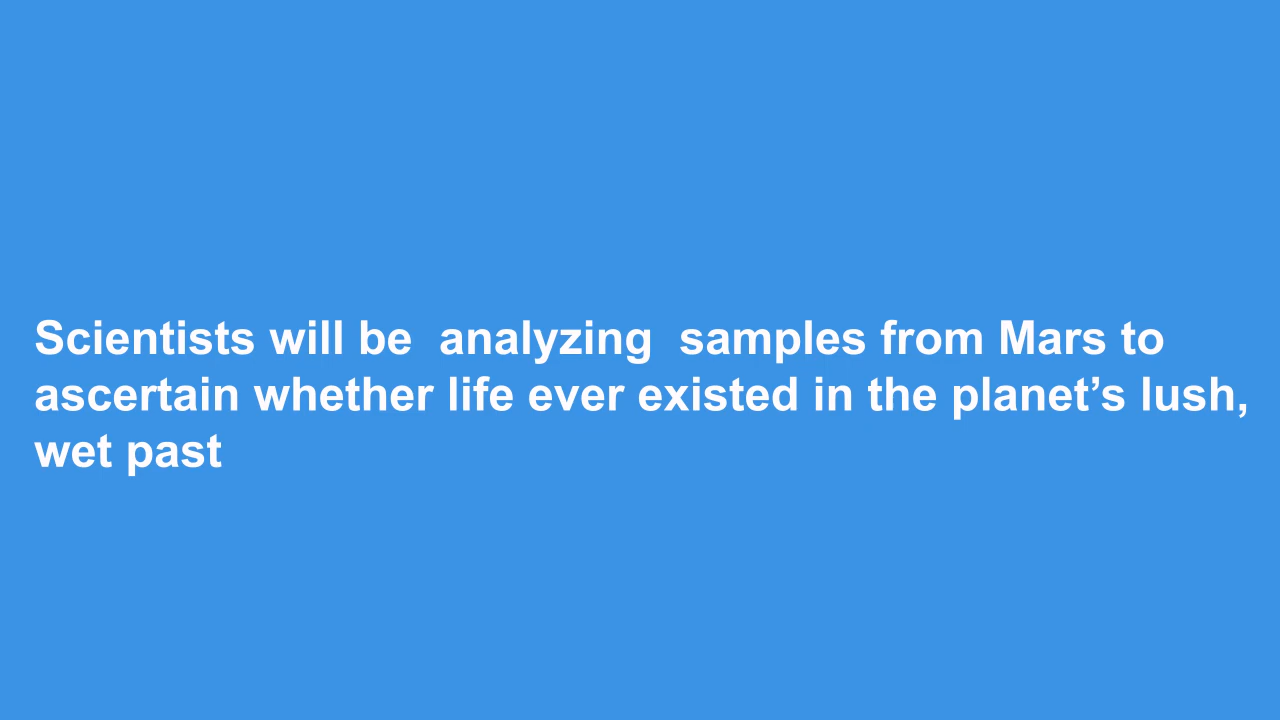 Scientists will be  analyzing  samples from Mars to
ascertain whether life ever existed in the planet’s lush,
wet past